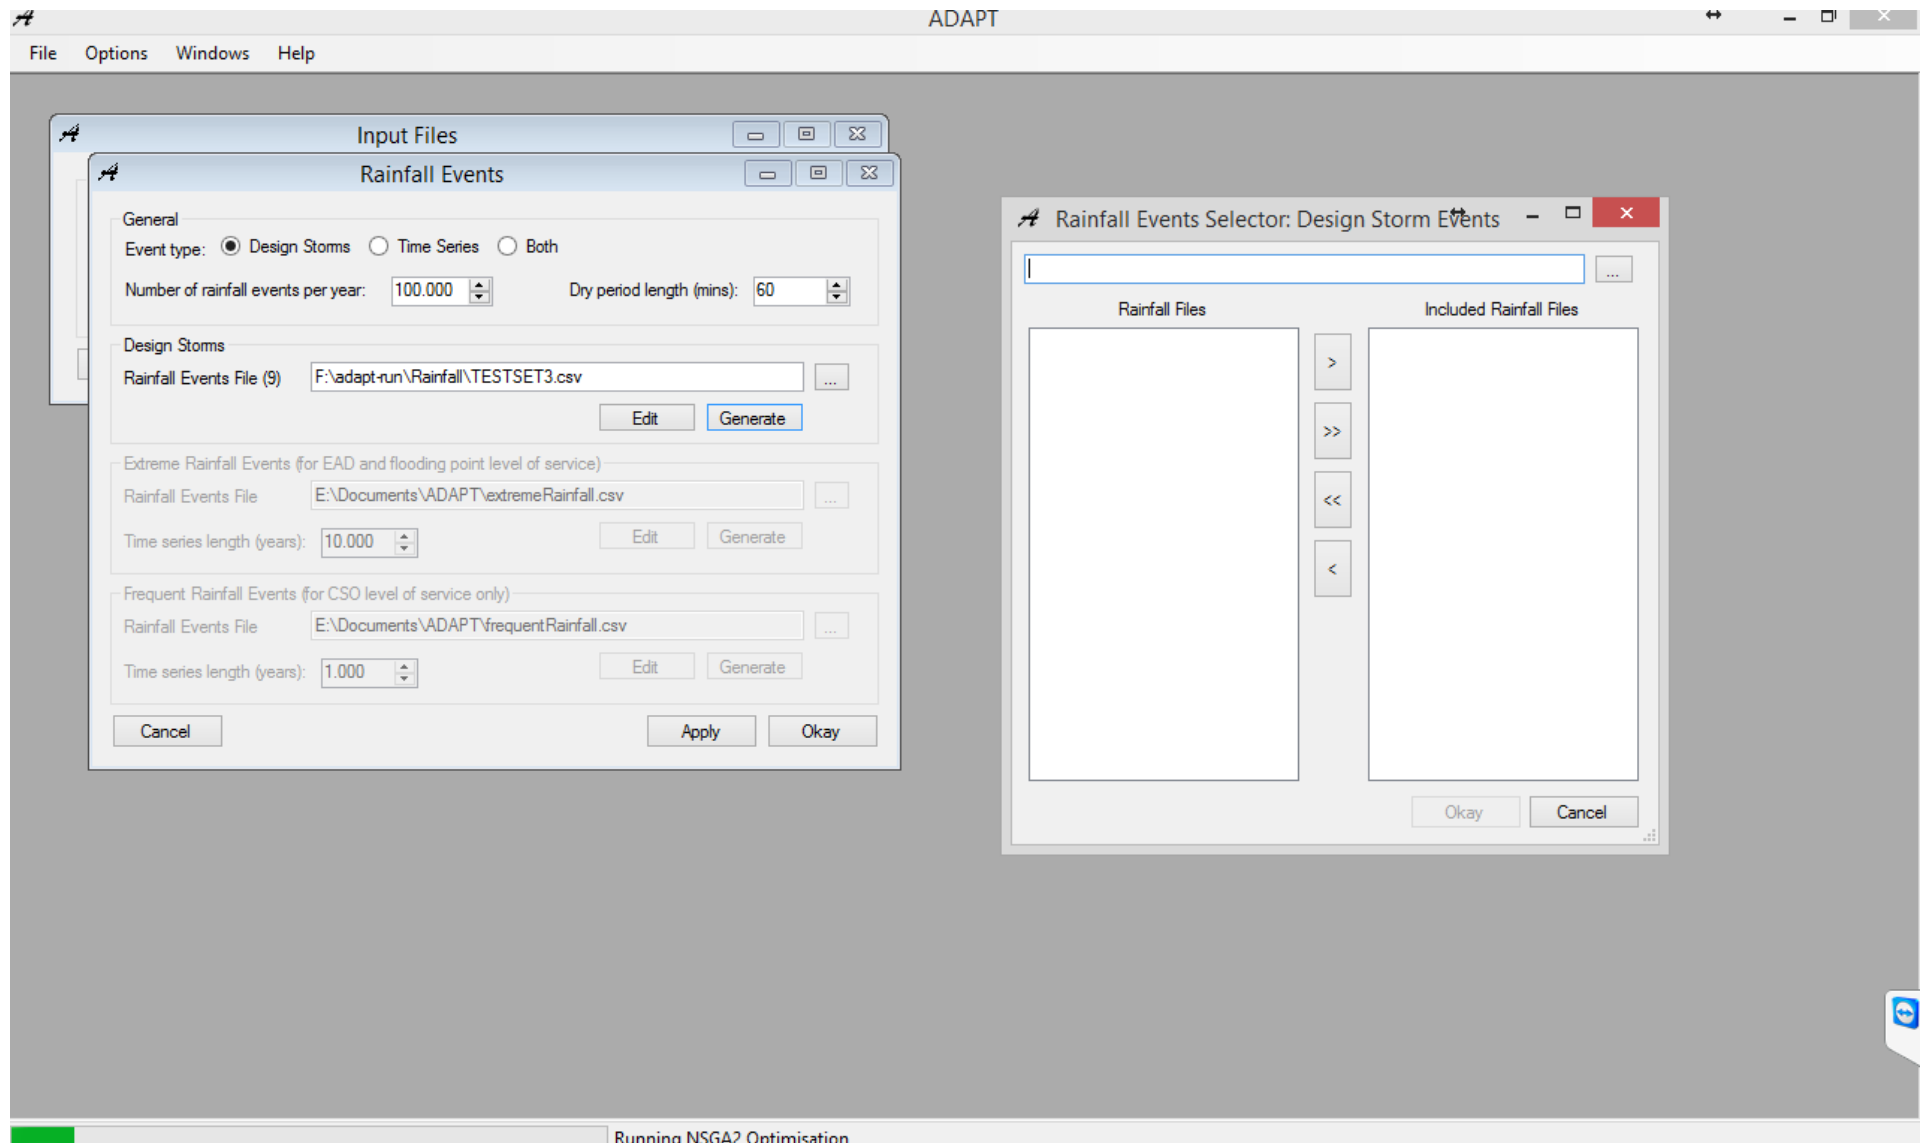 ADAPT
File Options Windows Help
Input Files
Rainfall Events
General
Event type: Design Storms Time Series Both
Number of rainfall events per year: 100.000 Dry period length (mins): 60
Design Storms
Rainfall Events File (9) F:\adapt-run\Rainfall\TESTSET3.csv ...
Edit Generate
Extreme Rainfall Events (for EAD and flooding point level of service)
Rainfall Events File E:\Documents\ADAPT\extremeRainfall.csv ...
Time series length (years): 10.000 Edit Generate
Frequent Rainfall Events (for CSO level of service only)
Rainfall Events File E:\Documents\ADAPT\frequentRainfall.csv ...
Time series length (years): 1.000 Edit Generate
Cancel Apply Okay
Rainfall Events Selector: Design Storm Events
...
Rainfall Files Included Rainfall Files
>
>>
<<
<
Okay Cancel
Running NSGA2 Optimisation